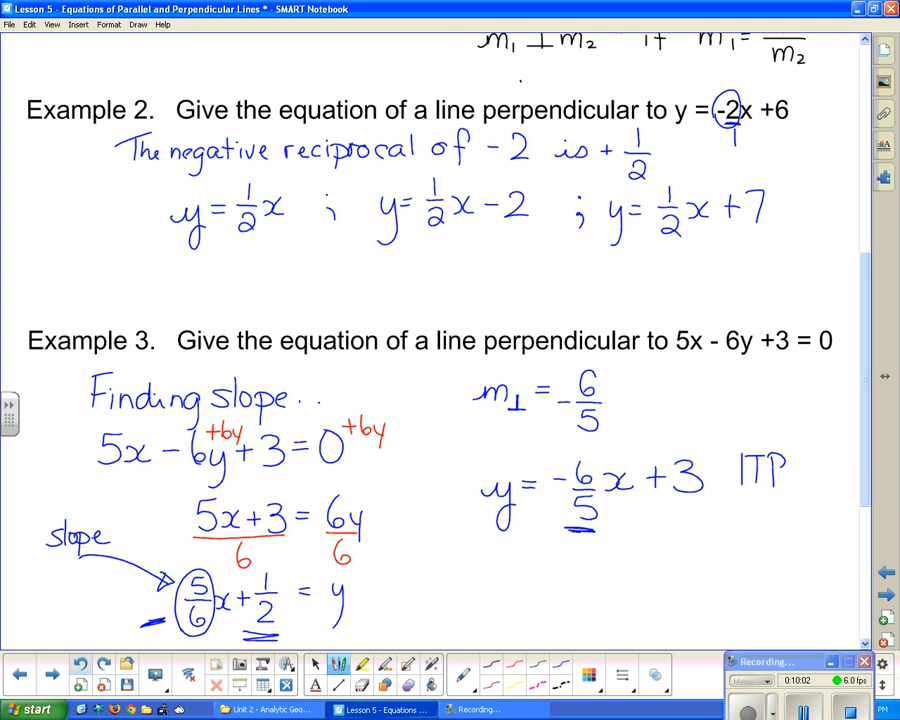 Lesson 5 - Equations of Parallel and Perpendicular Lines * - SMART Notebook
File Edit View Insert Format Draw Help
m₁ ⊥ m₂ if m₁ = — m₂
Example 2. Give the equation of a line perpendicular to y = -2x +6
1
The negative reciprocal of -2 is + 1/2
y = 1/2 x ; y = 1/2 x - 2 ; y = 1/2 x + 7
Example 3. Give the equation of a line perpendicular to 5x - 6y +3 = 0
Finding slope..
m⊥ = -6/5
+6y +6y
5x - 6y + 3 = 0
y = -6/5 x + 3 ITP
5x+3 = 6y
6 6
slope
5/6 x + 1/2 = y
Recording...
Menu
0:10:02 6.0 fps
start
Unit 2 - Analytic Geo...
Lesson 5 - Equations ...
Recording...
PM